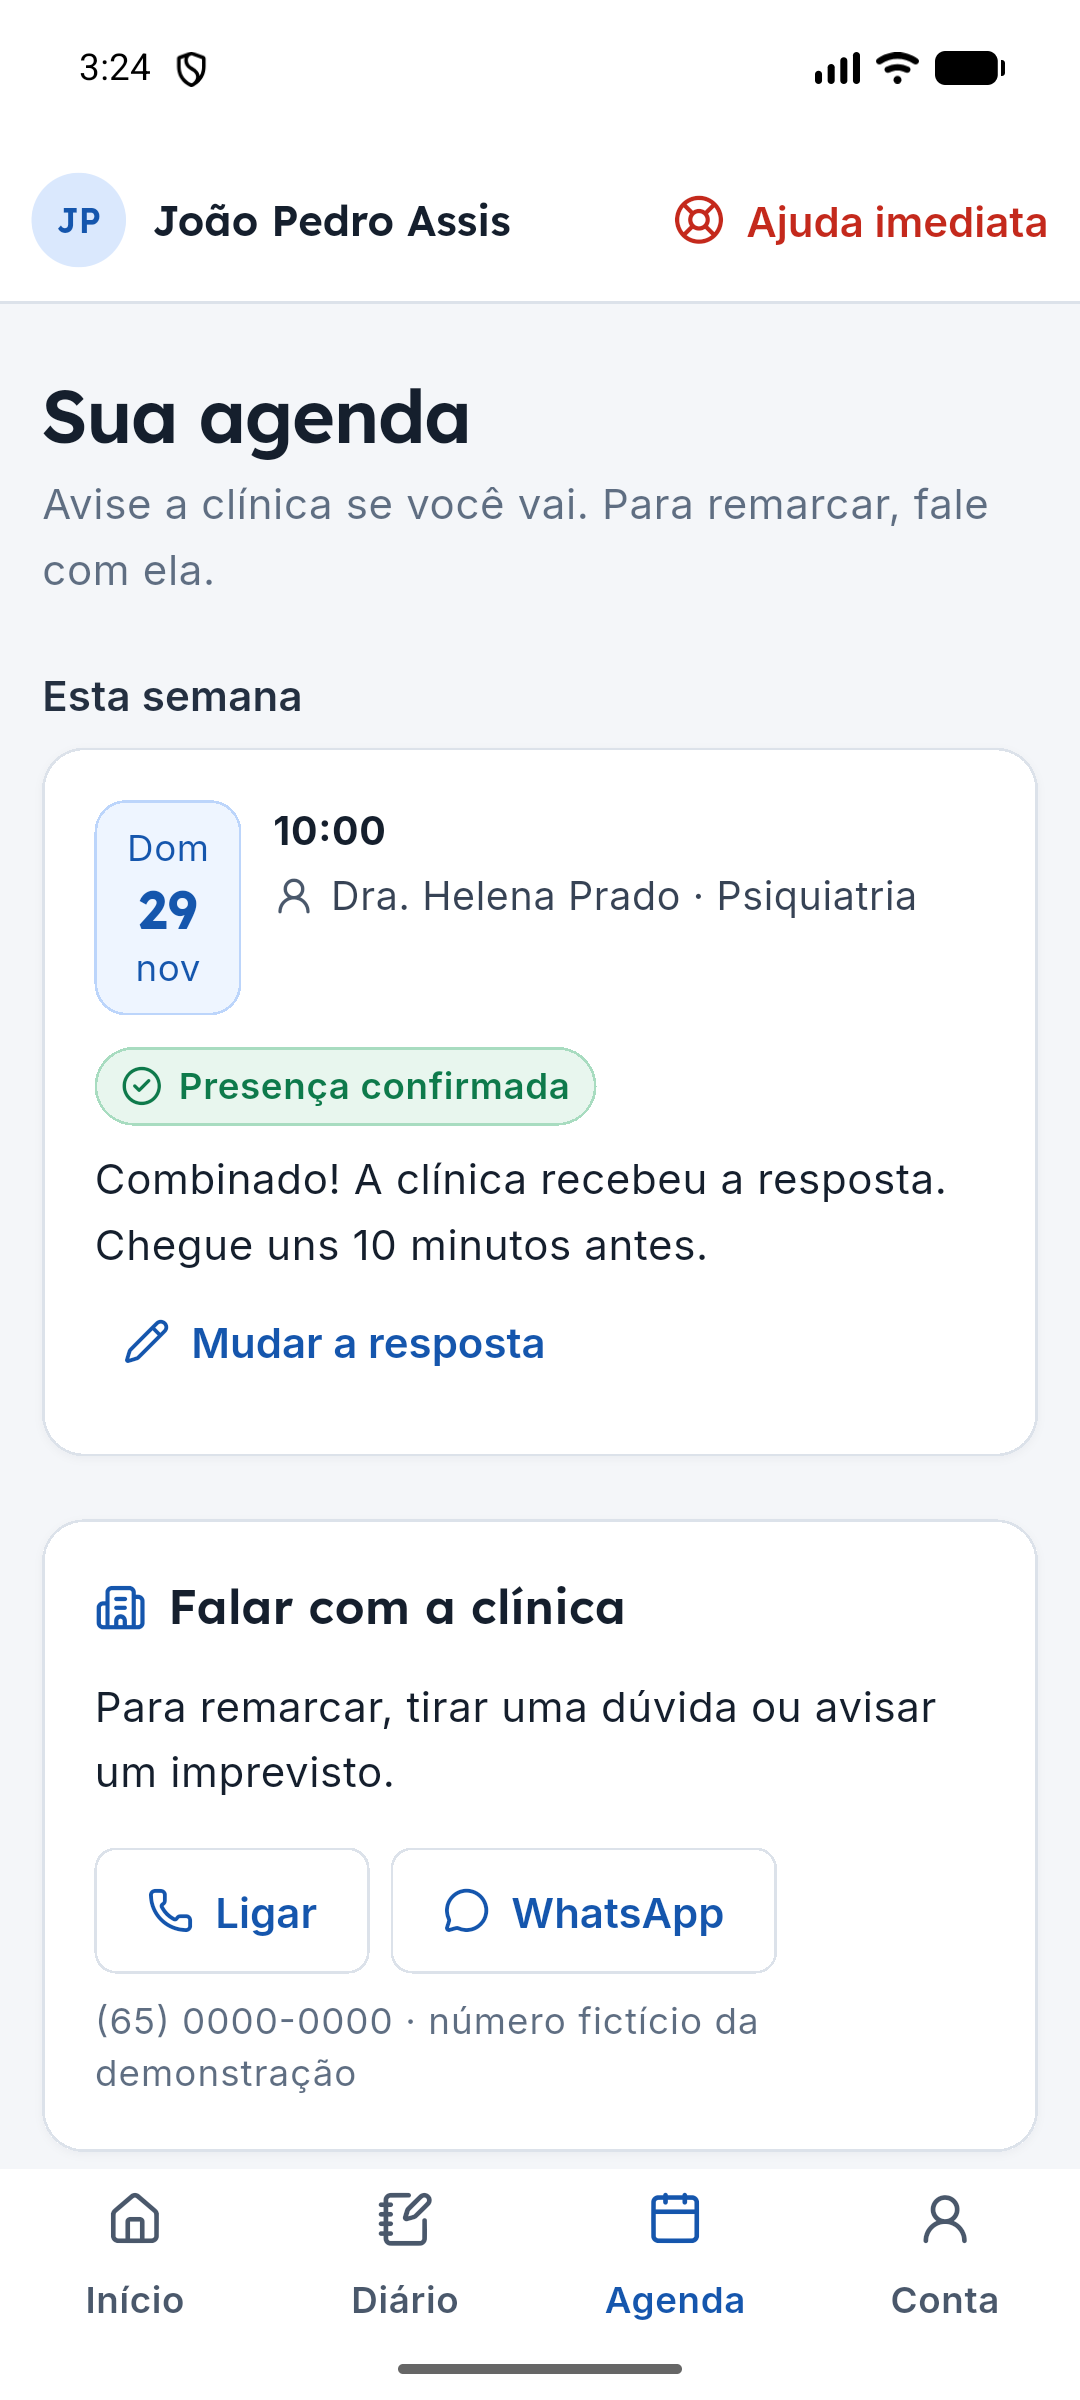 3:24
JP João Pedro Assis Ajuda imediata
Sua agenda
Avise a clínica se você vai. Para remarcar, fale
com ela.
Esta semana
Dom
29
nov
10:00
Dra. Helena Prado · Psiquiatria
Presença confirmada
Combinado! A clínica recebeu a resposta.
Chegue uns 10 minutos antes.
Mudar a resposta
Falar com a clínica
Para remarcar, tirar uma dúvida ou avisar
um imprevisto.
Ligar WhatsApp
(65) 0000-0000 · número fictício da
demonstração
Início Diário Agenda Conta